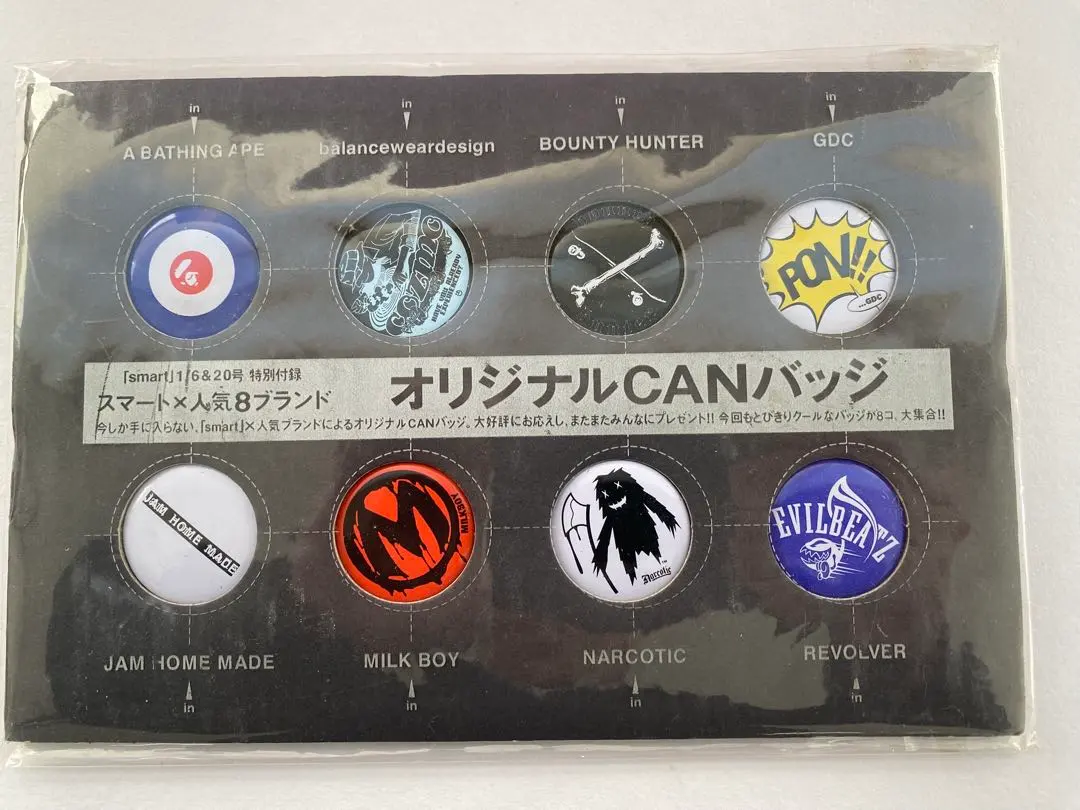 in
in
in
in
A BATHING APE
balanceweardesign
BOUNTY HUNTER
GDC
HAVE YOU ALREADY
EXPERIENCED?
PON!!
...GDC
「smart」1/6&20号 特別付録
スマート×人気8ブランド
オリジナルCANバッジ
今しか手に入らない、「smart」×人気ブランドによるオリジナルCANバッジ。大好評にお応えし、またまたみんなにプレゼント!! 今回もとびきりクールなバッジが8コ、大集合!!
JAM HOME MADE
M
MILKBOY
Narcotic
EVILBEATZ
JAM HOME MADE
MILK BOY
NARCOTIC
REVOLVER
in
in
in
in